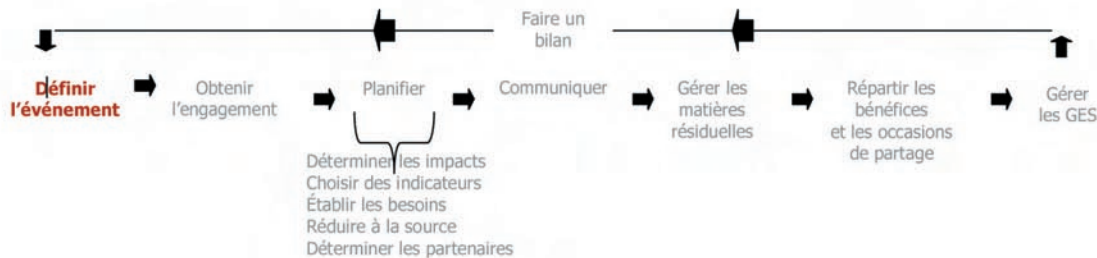 Faire un
bilan
Définir
l'événement
Obtenir
l'engagement
Planifier
Communiquer
Gérer les
matières
résiduelles
Répartir les
bénéfices
et les occasions
de partage
Gérer
les GES
Déterminer les impacts
Choisir des indicateurs
Établir les besoins
Réduire à la source
Déterminer les partenaires